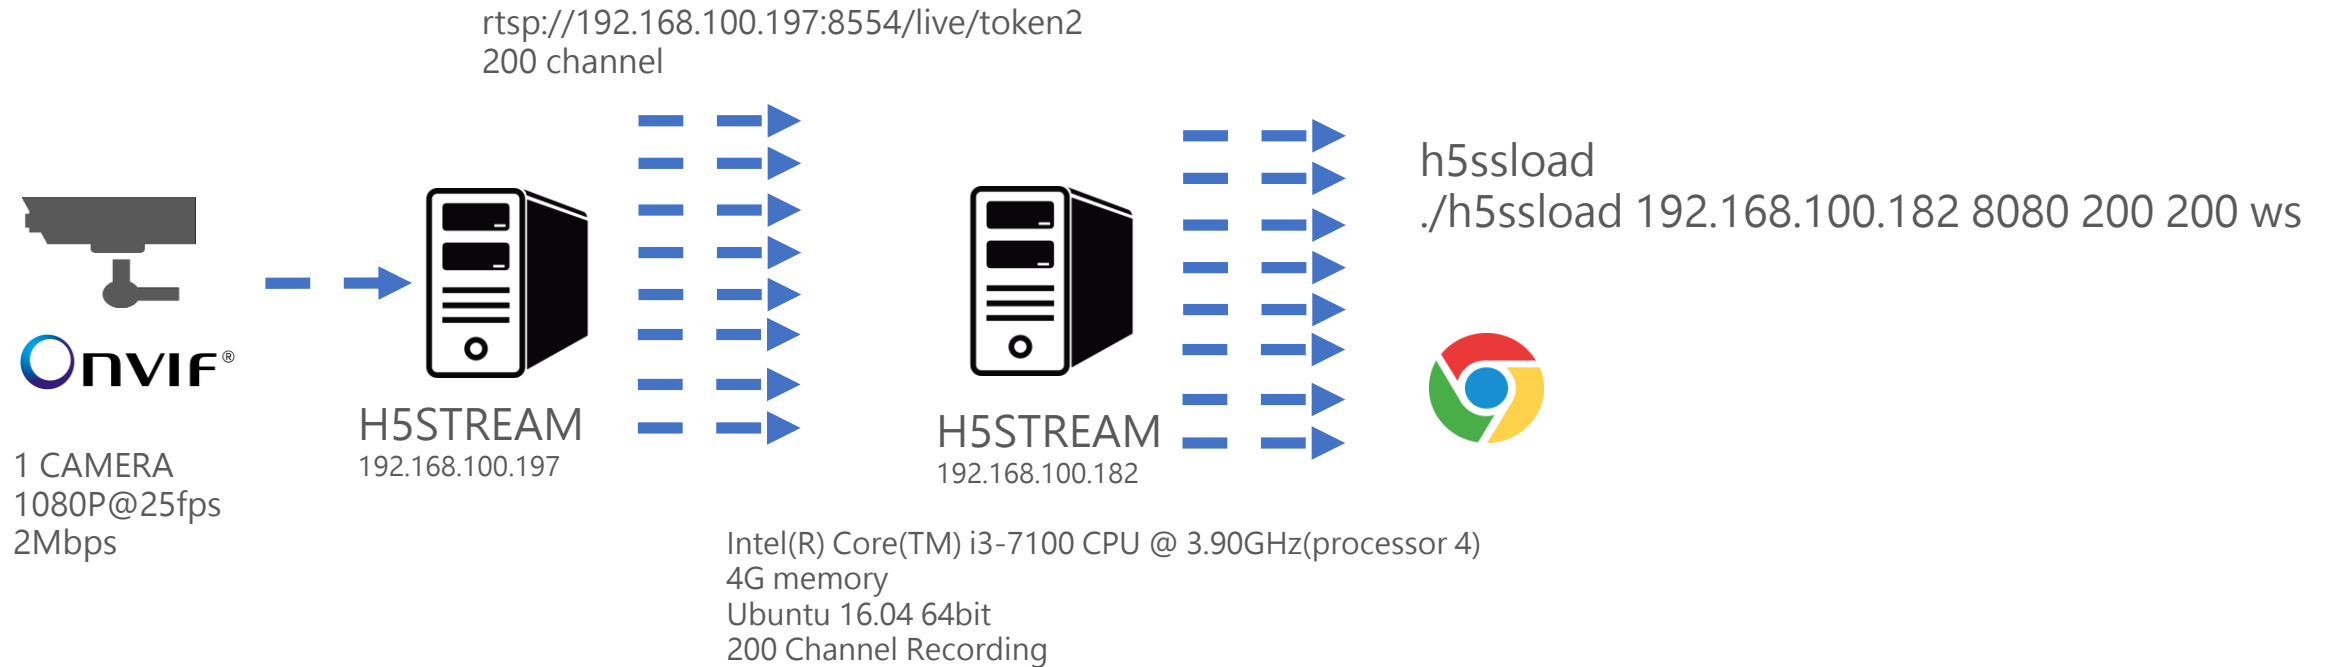 rtsp://192.168.100.197:8554/live/token2
200 channel
h5ssload
./h5ssload 192.168.100.182 8080 200 200 ws
ONVIF®
1 CAMERA
1080P@25fps
2Mbps
H5STREAM
192.168.100.197
H5STREAM
192.168.100.182
Intel(R) Core(TM) i3-7100 CPU @ 3.90GHz(processor 4)
4G memory
Ubuntu 16.04 64bit
200 Channel Recording